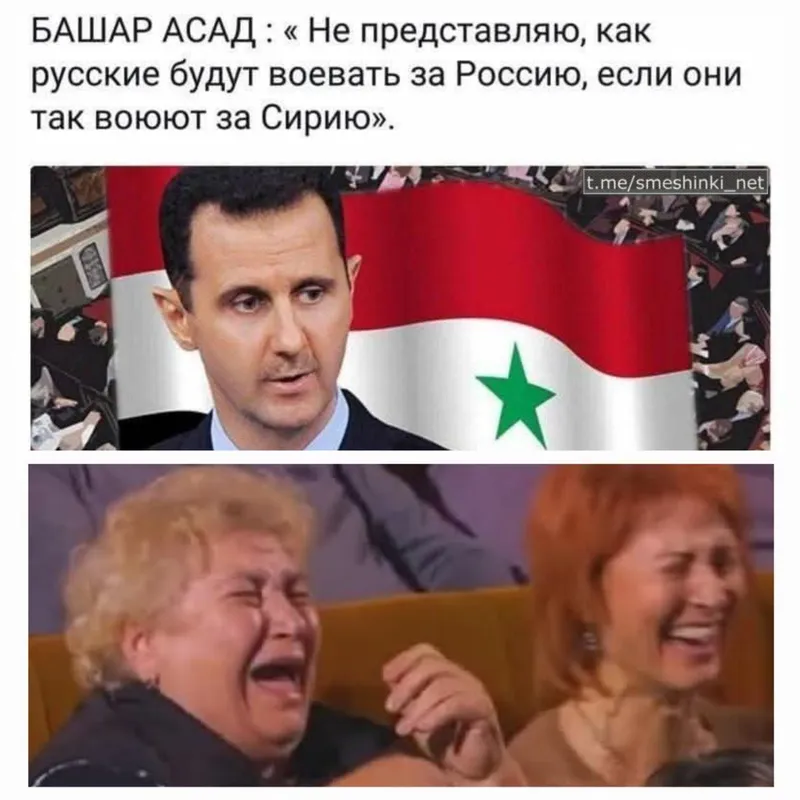 БАШАР АСАД : « Не представляю, как
русские будут воевать за Россию, если они
так воюют за Сирию».
t.me/smeshinki_net